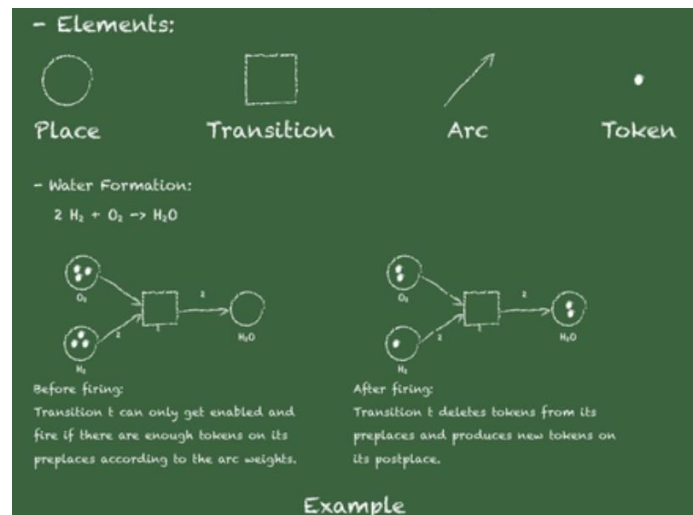 - Elements:
Place Transition Arc Token
- Water Formation:
2 H₂ + O₂ -> H₂O
O₂ 2 H₂O
2 t
H₂
O₂ 2 H₂O
2 t
H₂
Before firing:
Transition t can only get enabled and
fire if there are enough tokens on its
preplaces according to the arc weights.
After firing:
Transition t deletes tokens from its
preplaces and produces new tokens on
its postplace.
Example